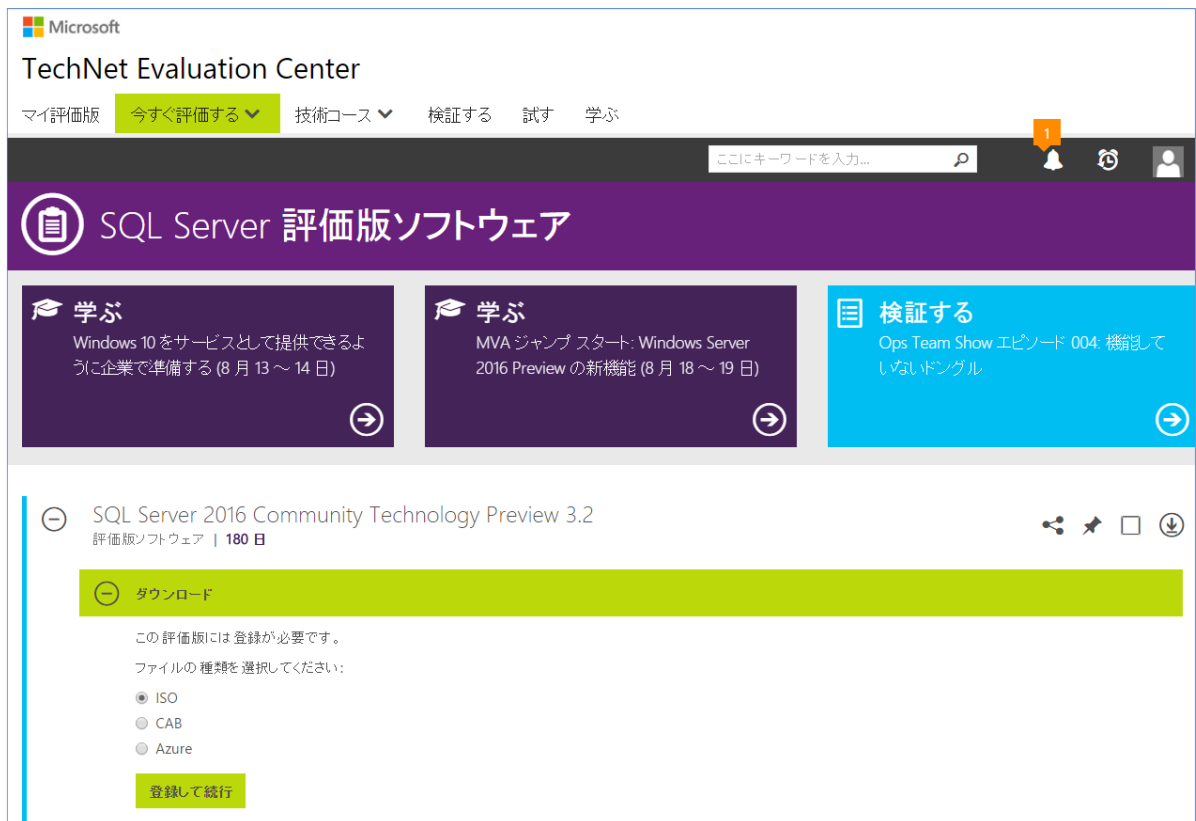 Microsoft
TechNet Evaluation Center
マイ評価版 今すぐ評価する 技術コース 検証する 試す 学ぶ
1
ここにキーワードを入力...
SQL Server 評価版ソフトウェア
学ぶ
Windows 10 をサービスとして提供できるよ
うに企業で準備する (8 月 13 ～ 14 日)
学ぶ
MVA ジャンプ スタート: Windows Server
2016 Preview の新機能 (8 月 18 ～ 19 日)
検証する
Ops Team Show エピソード 004: 機能して
いないドングル
SQL Server 2016 Community Technology Preview 3.2
評価版ソフトウェア | 180 日
ダウンロード
この評価版には登録が必要です。
ファイルの種類を選択してください:
ISO
CAB
Azure
登録して続行